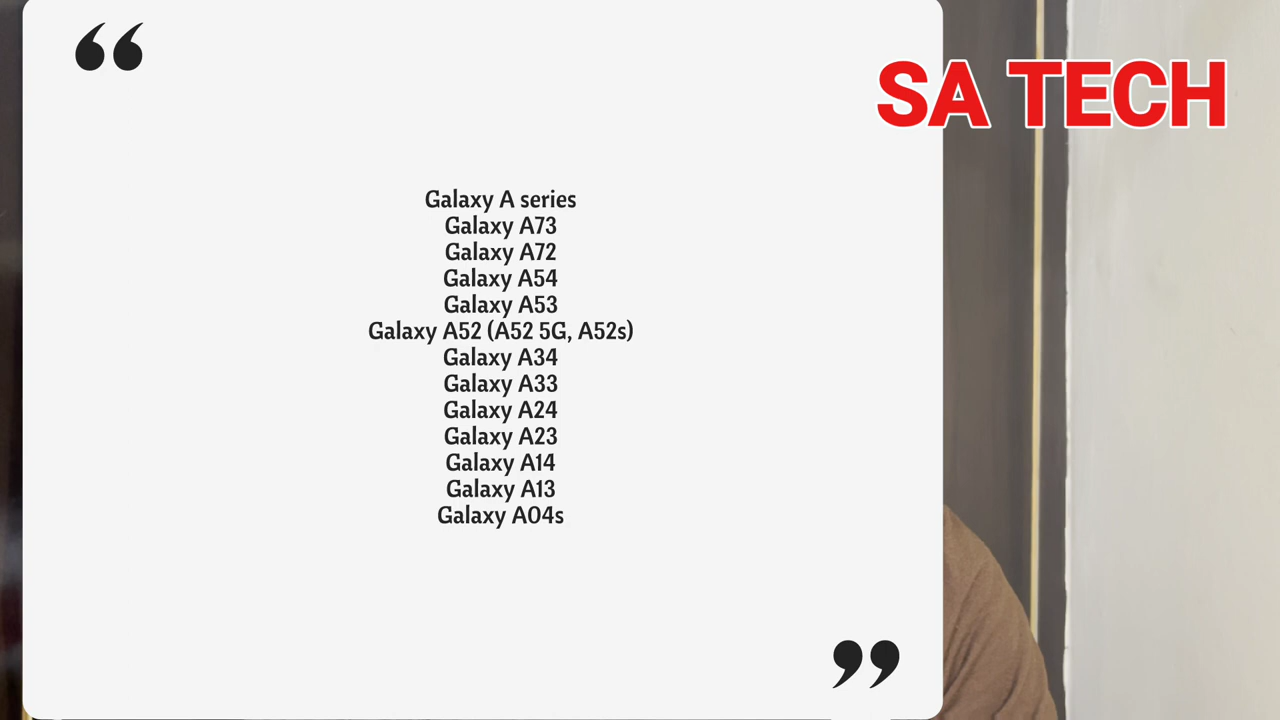 “
SA TECH
Galaxy A series
Galaxy A73
Galaxy A72
Galaxy A54
Galaxy A53
Galaxy A52 (A52 5G, A52s)
Galaxy A34
Galaxy A33
Galaxy A24
Galaxy A23
Galaxy A14
Galaxy A13
Galaxy A04s
”